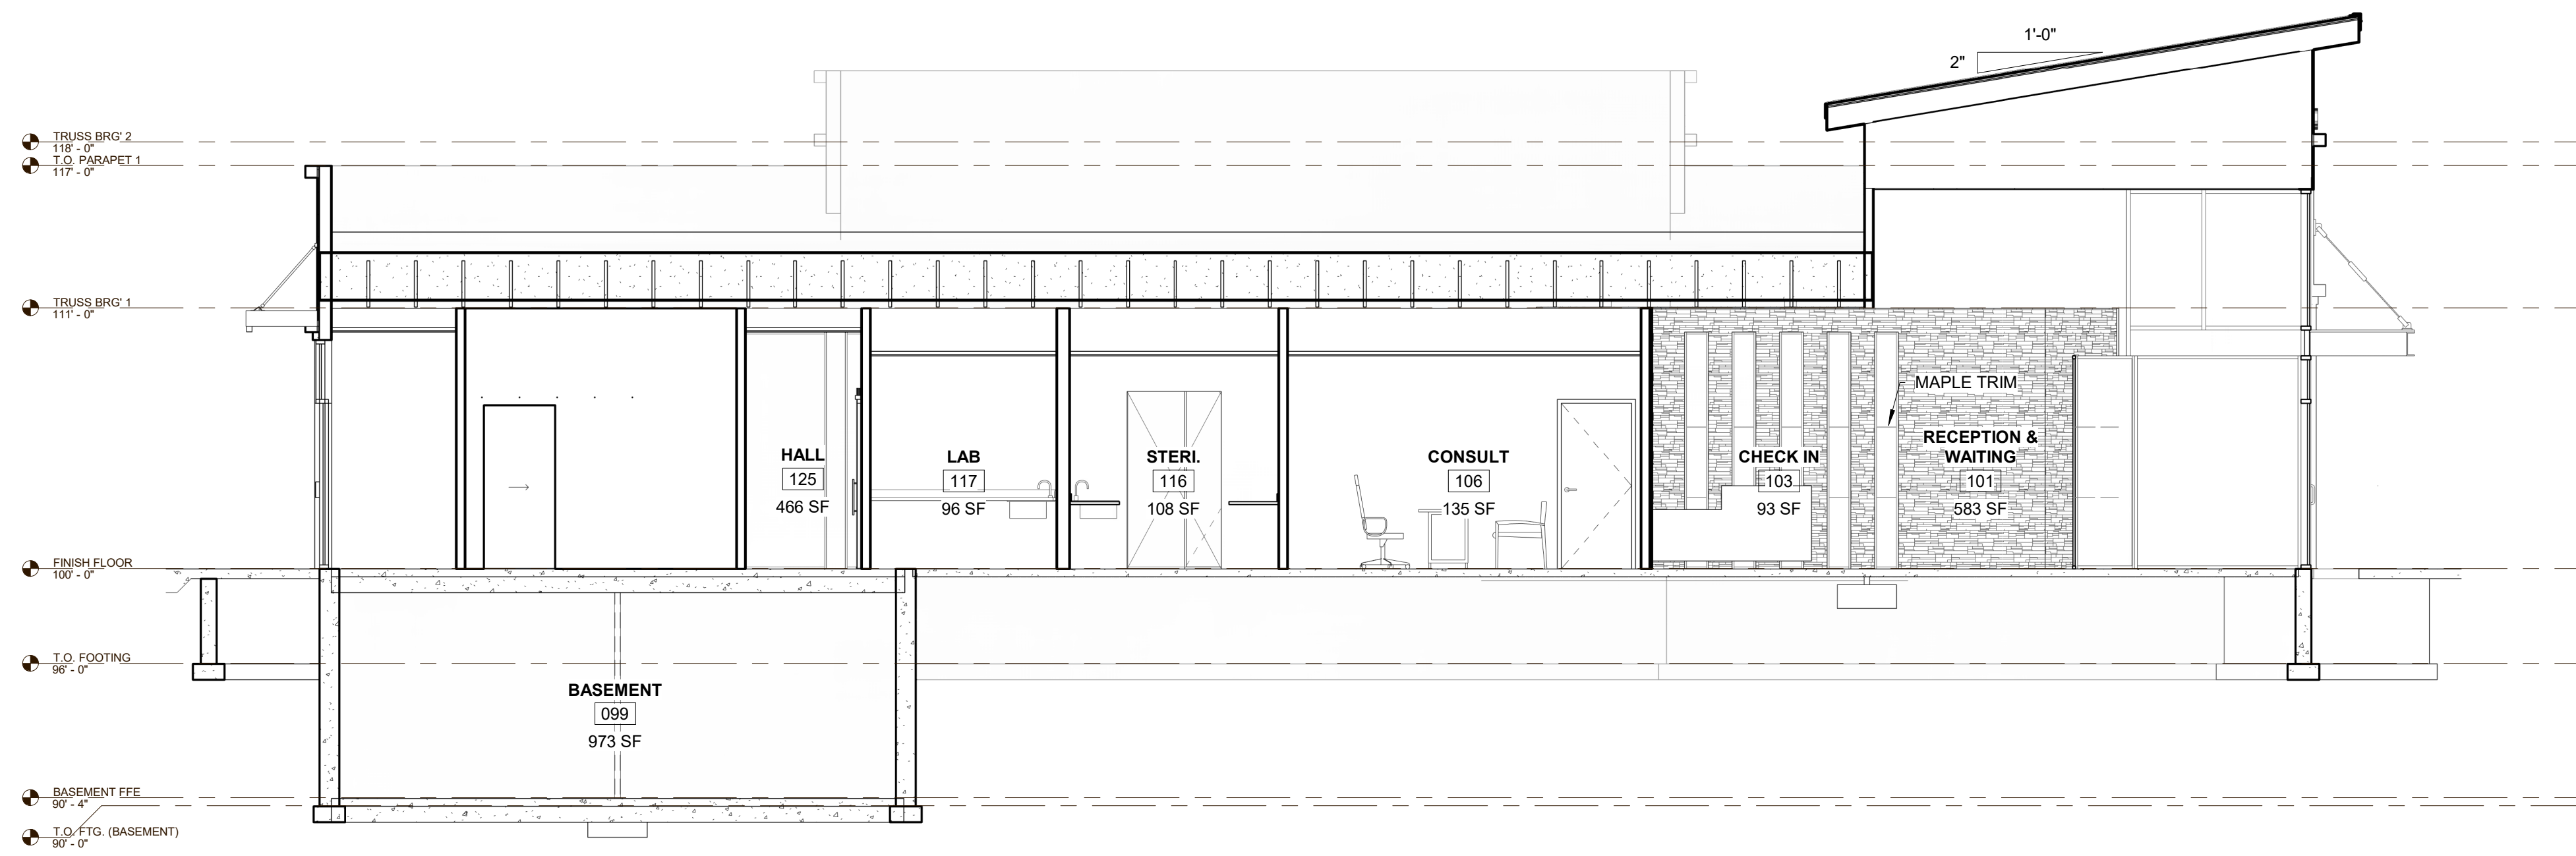 1'-0"
2"
TRUSS BRG' 2
118' - 0"
T.O. PARAPET 1
117' - 0"
TRUSS BRG' 1
111' - 0"
MAPLE TRIM
HALL
125
466 SF
LAB
117
96 SF
STERI.
116
108 SF
CONSULT
106
135 SF
CHECK IN
103
93 SF
RECEPTION &
WAITING
101
583 SF
FINISH FLOOR
100' - 0"
T.O. FOOTING
96' - 0"
BASEMENT
099
973 SF
BASEMENT FFE
90' - 4"
T.O. FTG. (BASEMENT)
90' - 0"